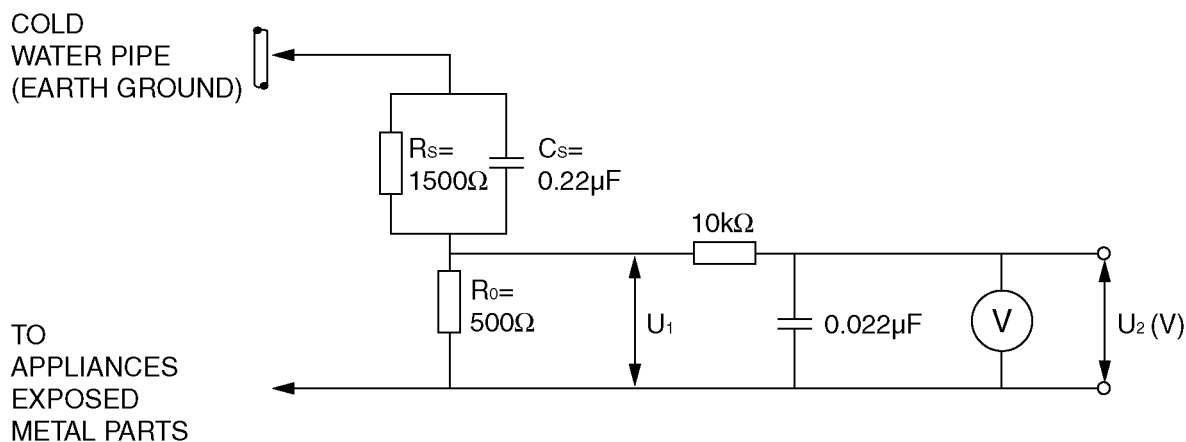 COLD
WATER PIPE
(EARTH GROUND)
RS=
1500Ω
CS=
0.22µF
10kΩ
R0=
500Ω
U1
0.022µF
V
U2 (V)
TO
APPLIANCES
EXPOSED
METAL PARTS